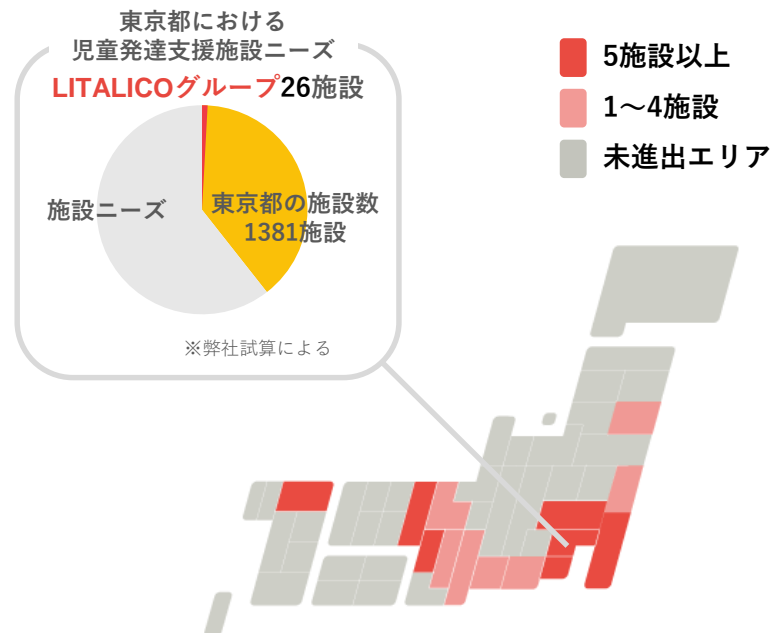 東京都における
児童発達支援施設ニーズ
LITALICOグループ26施設
施設ニーズ
東京都の施設数
1381施設
※弊社試算による
5施設以上
1～4施設
未進出エリア